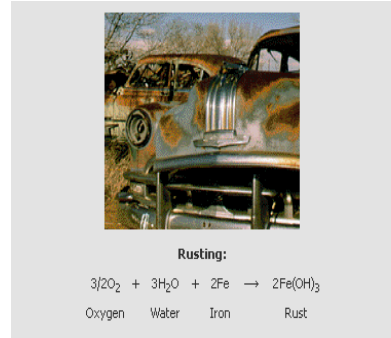 Rusting:
3/2O₂ + 3H₂O + 2Fe → 2Fe(OH)₃
Oxygen Water Iron Rust